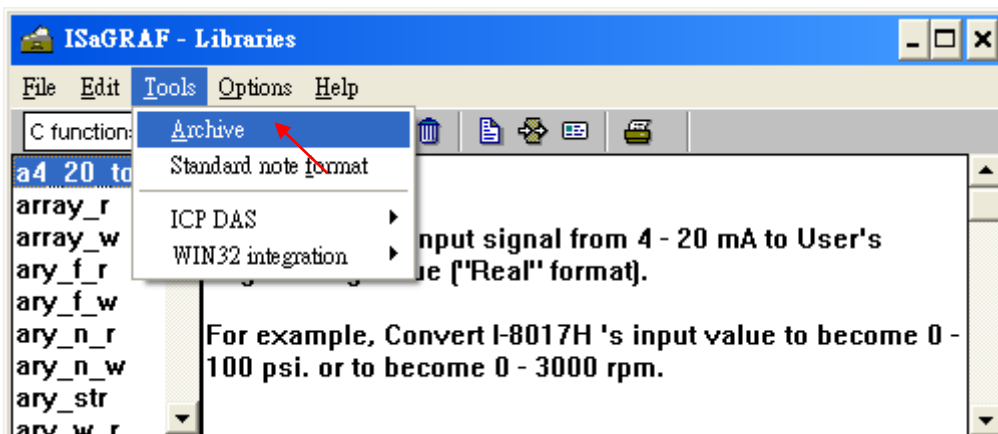 ISaGRAF - Libraries
File Edit Tools Options Help
C function
Archive
Standard note format
ICP DAS
WIN32 integration
a4_20_to
array_r
array_w
ary_f_r
ary_f_w
ary_n_r
ary_n_w
ary_str
ary_w_r
nput signal from 4 - 20 mA to User's
ue ("Real" format).
For example, Convert I-8017H 's input value to become 0 -
100 psi. or to become 0 - 3000 rpm.